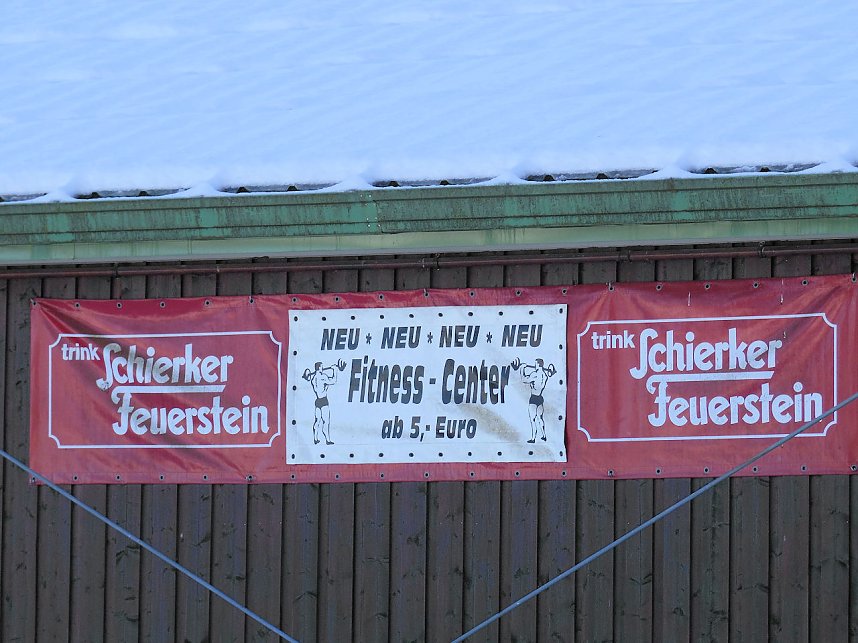 trink Schierker
Feuerstein
NEU * NEU * NEU * NEU
Fitness - Center
ab 5,- Euro
trink Schierker
Feuerstein